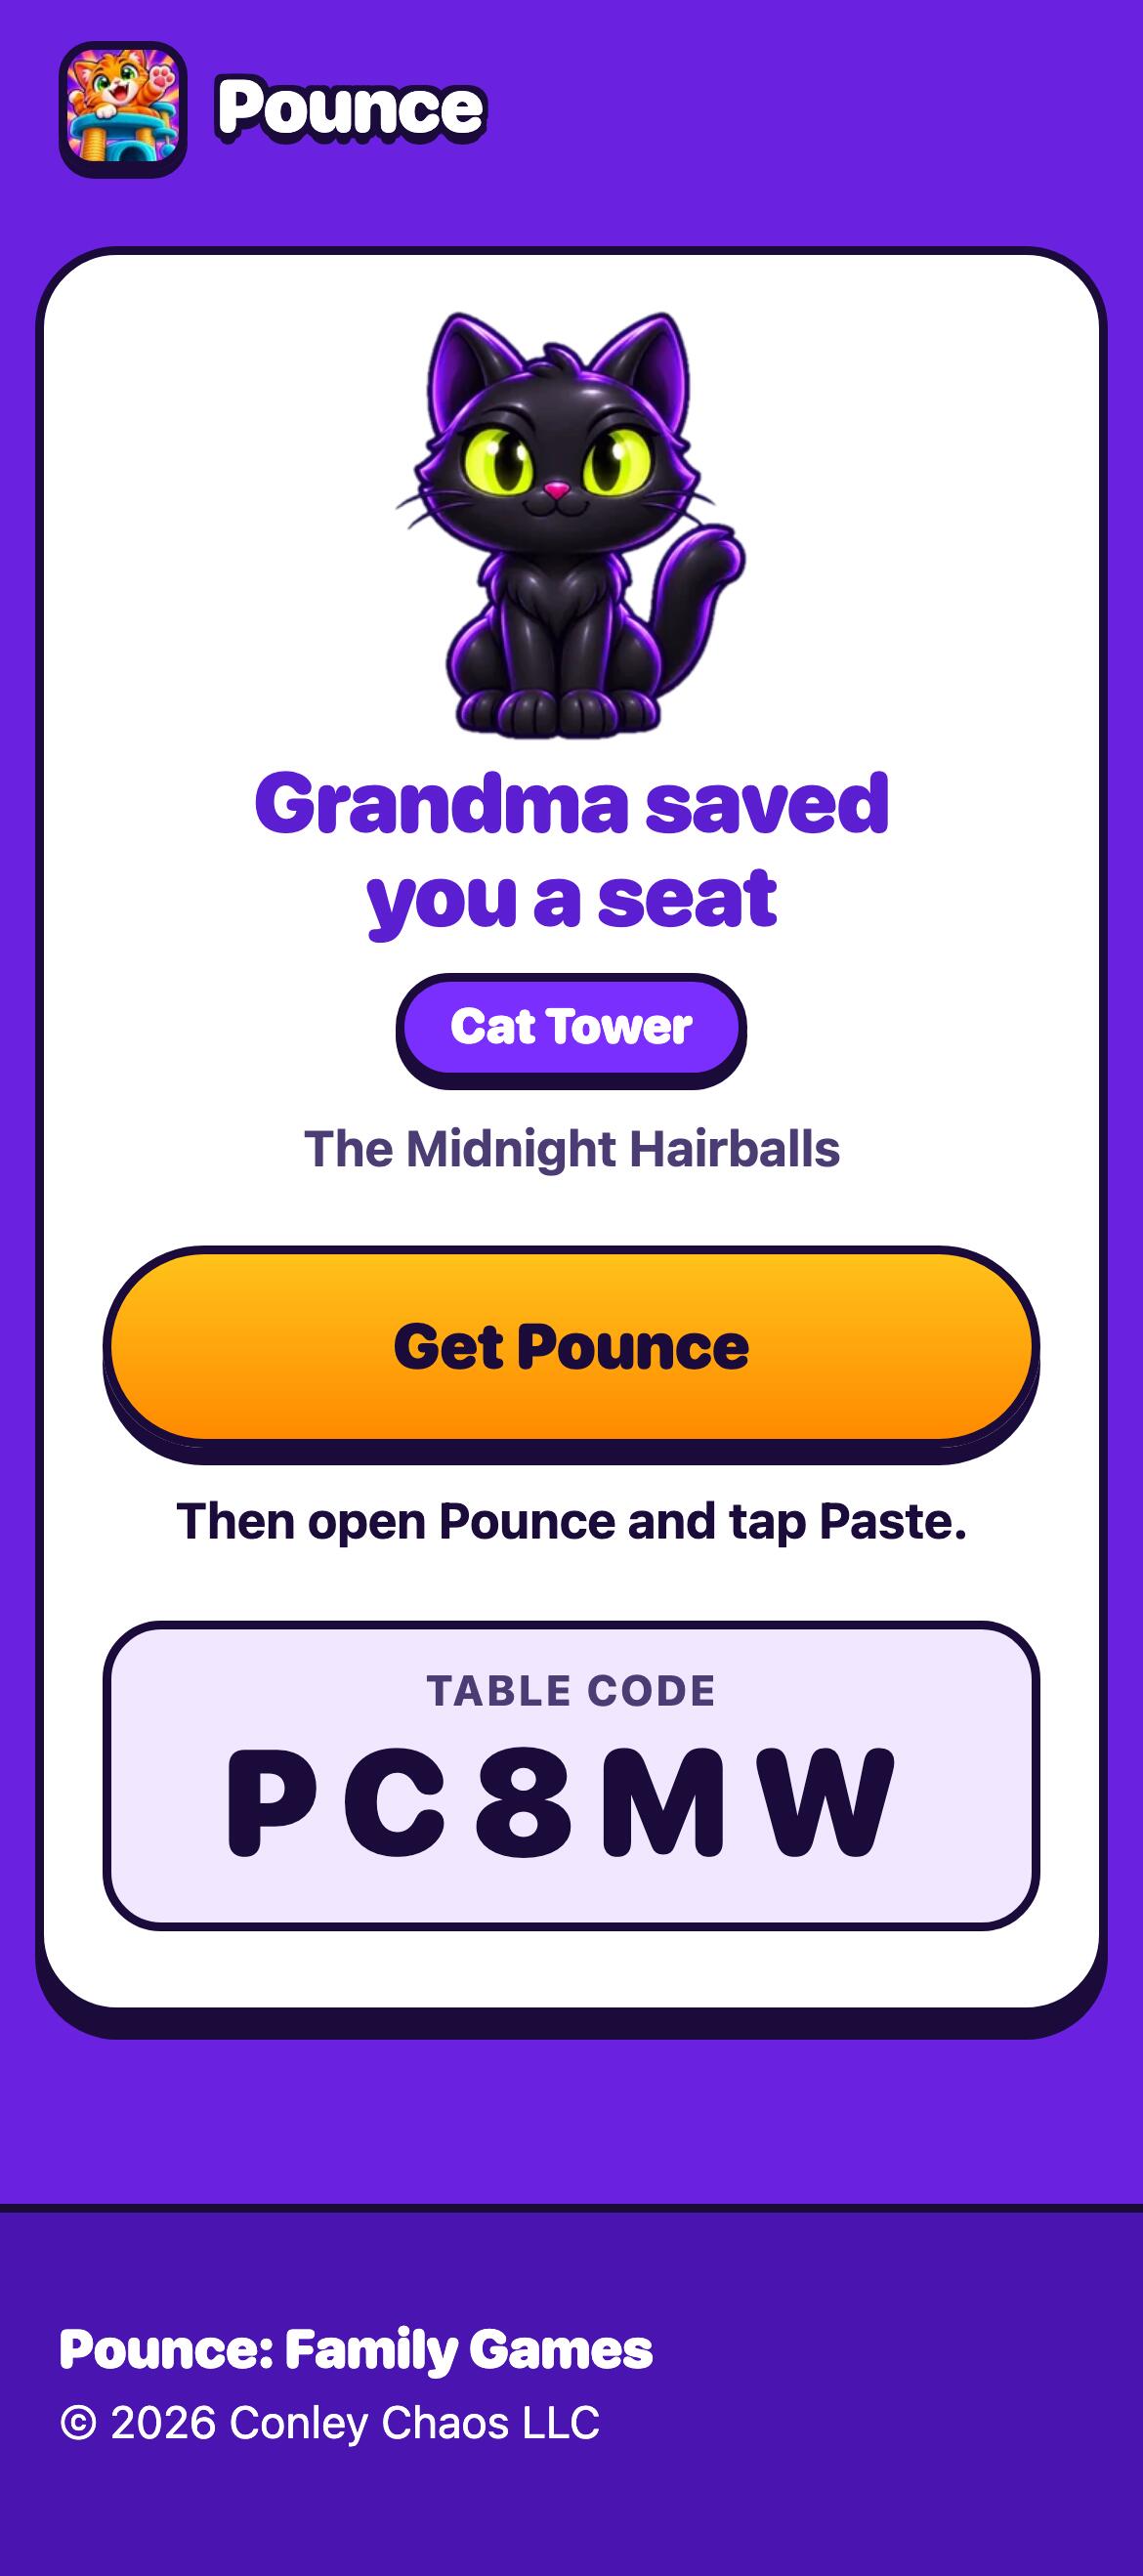 Pounce
Grandma saved
you a seat
Cat Tower
The Midnight Hairballs
Get Pounce
Then open Pounce and tap Paste.
TABLE CODE
PC8MW
Pounce: Family Games
© 2026 Conley Chaos LLC